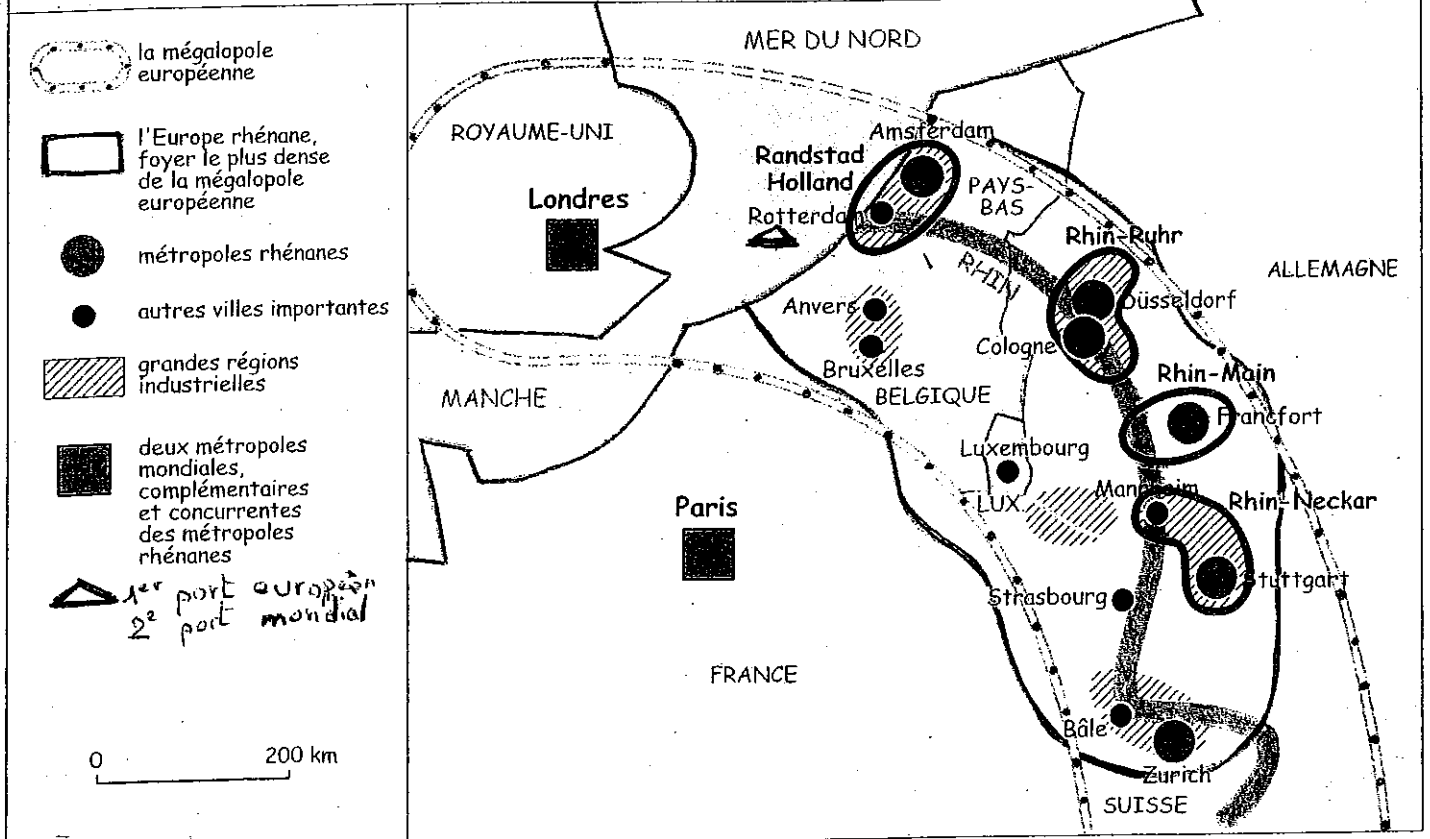 la mégalopole
européenne
l'Europe rhénane,
foyer le plus dense
de la mégalopole
européenne
métropoles rhénanes
autres villes importantes
grandes régions
industrielles
deux métropoles
mondiales,
complémentaires
et concurrentes
des métropoles
rhénanes
1er port européen
2e port mondial
0 200 km
MER DU NORD
ROYAUME-UNI
Amsterdam
Randstad
Holland
PAYS-
BAS
Londres
Rotterdam
Rhin-Ruhr
RHIN
ALLEMAGNE
Anvers
Düsseldorf
Cologne
Bruxelles
BELGIQUE
Rhin-Main
MANCHE
Francfort
Luxembourg
Mannheim
LUX.
Rhin-Neckar
Paris
Stuttgart
Strasbourg
FRANCE
Bâle
Zurich
SUISSE